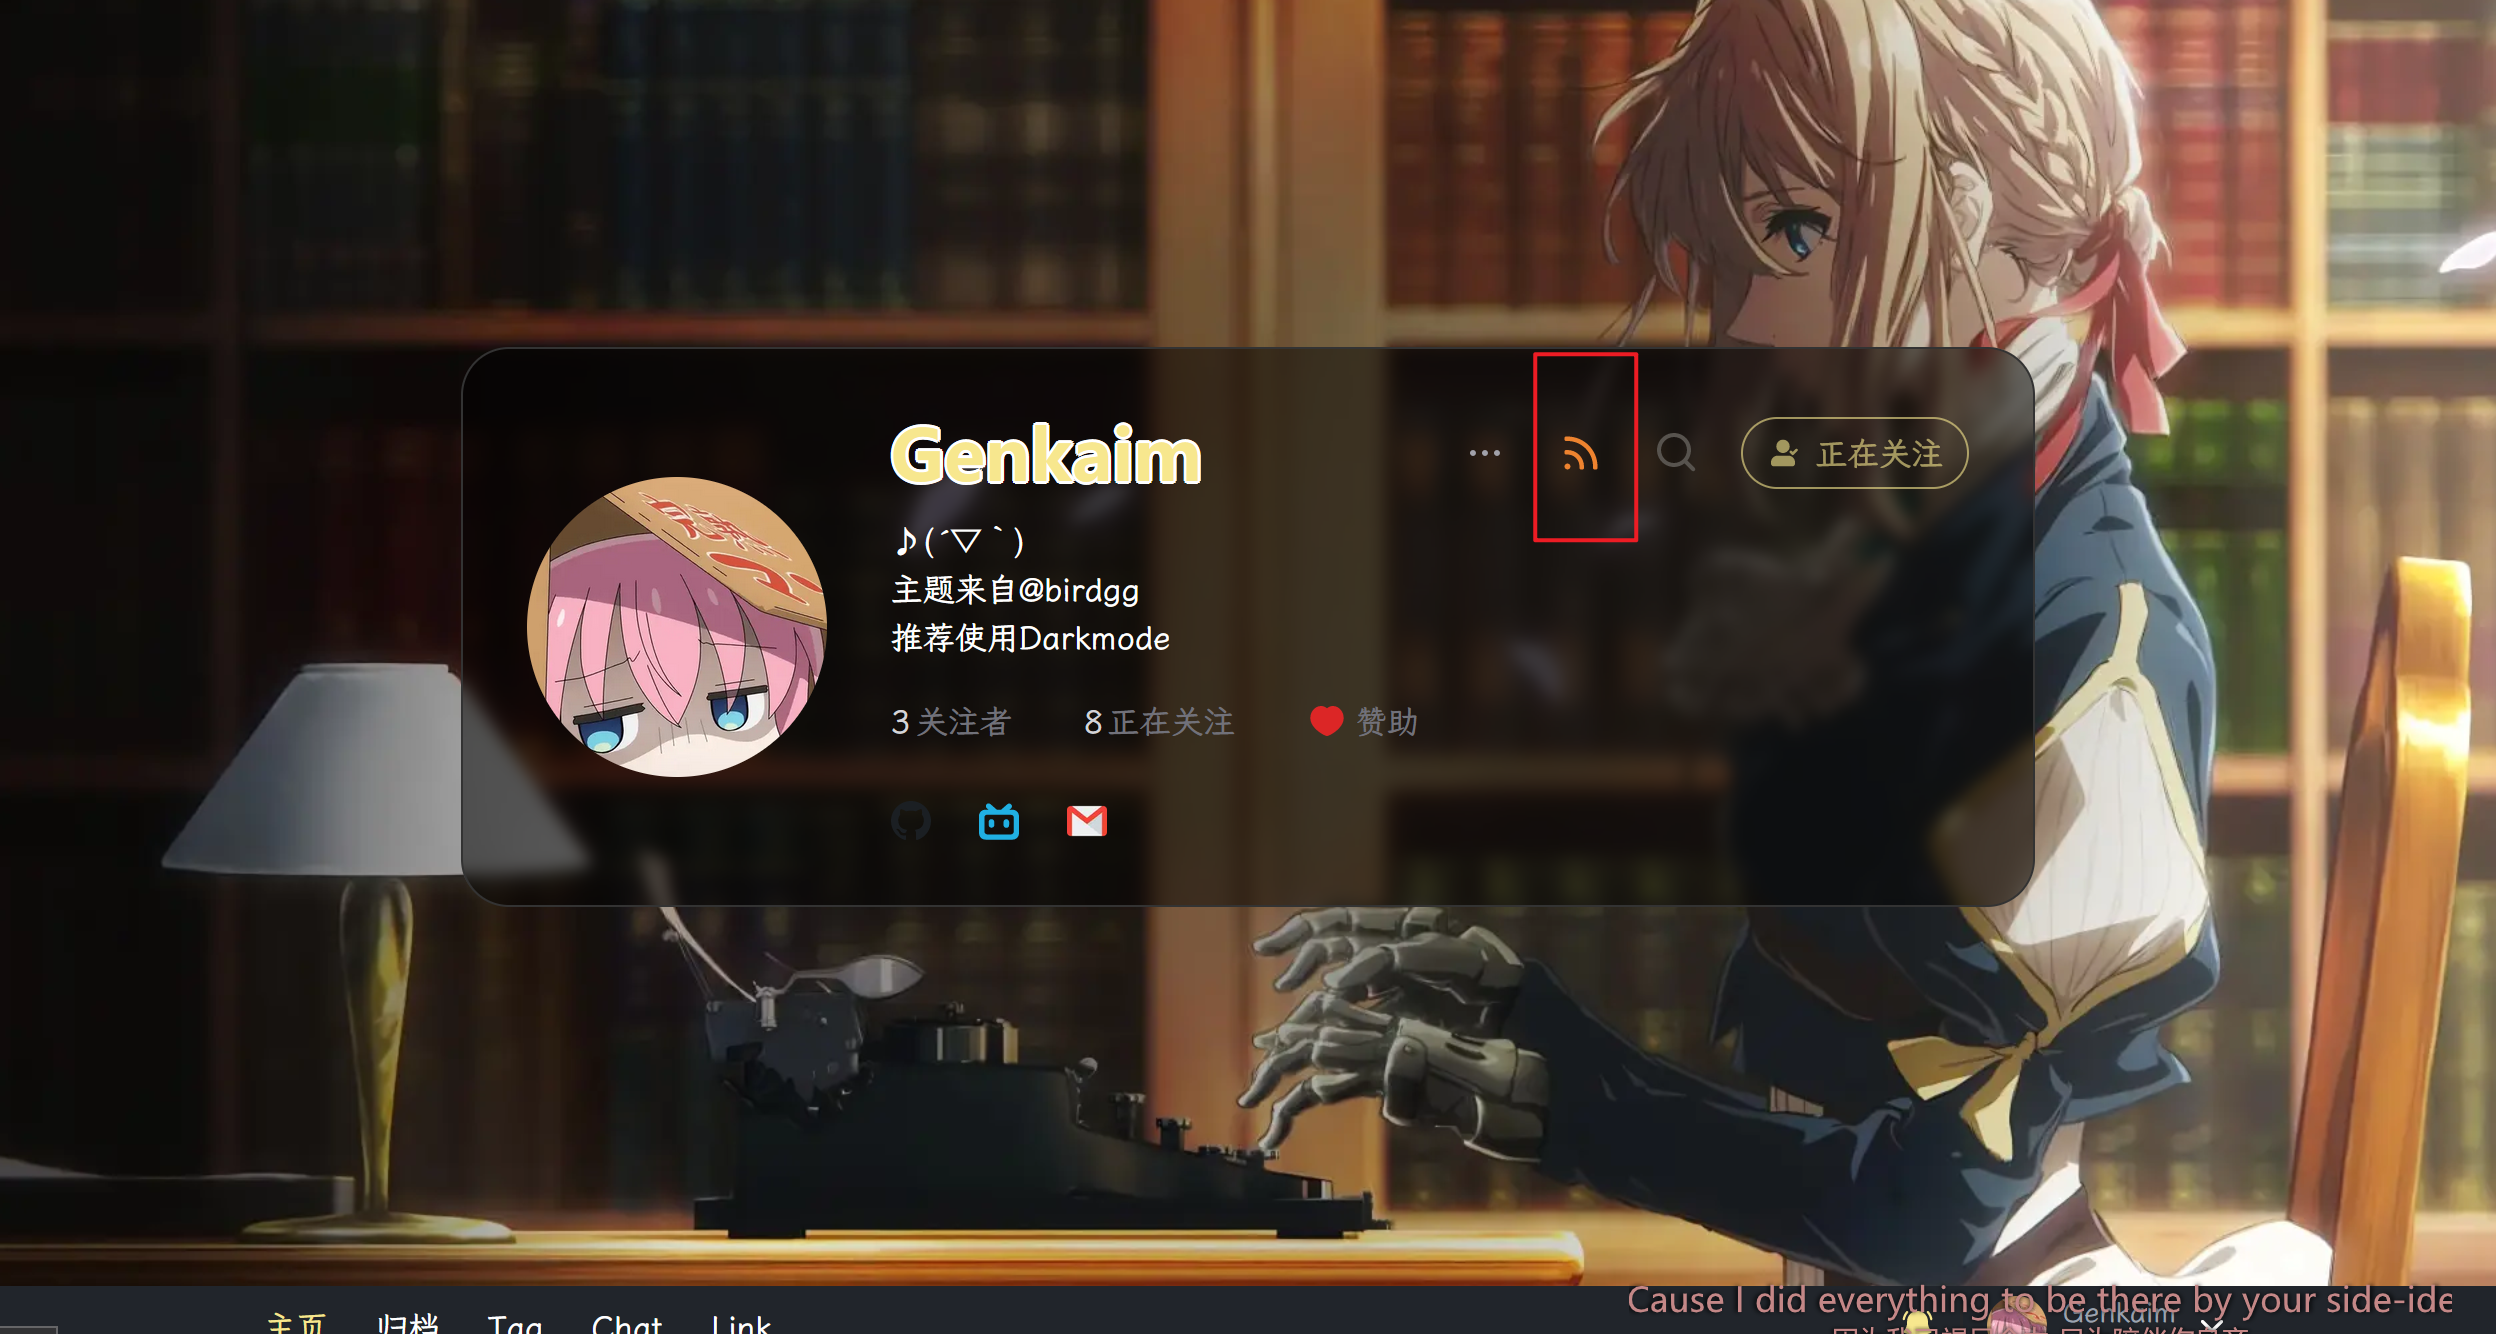 Genkaim
正在关注
♪(´▽｀)
主题来自@birdgg
推荐使用Darkmode
3 关注者 8 正在关注 赞助
主页 归档 Tag Chat Link
Cause I did everything to be there by your side-ide
Genkaim